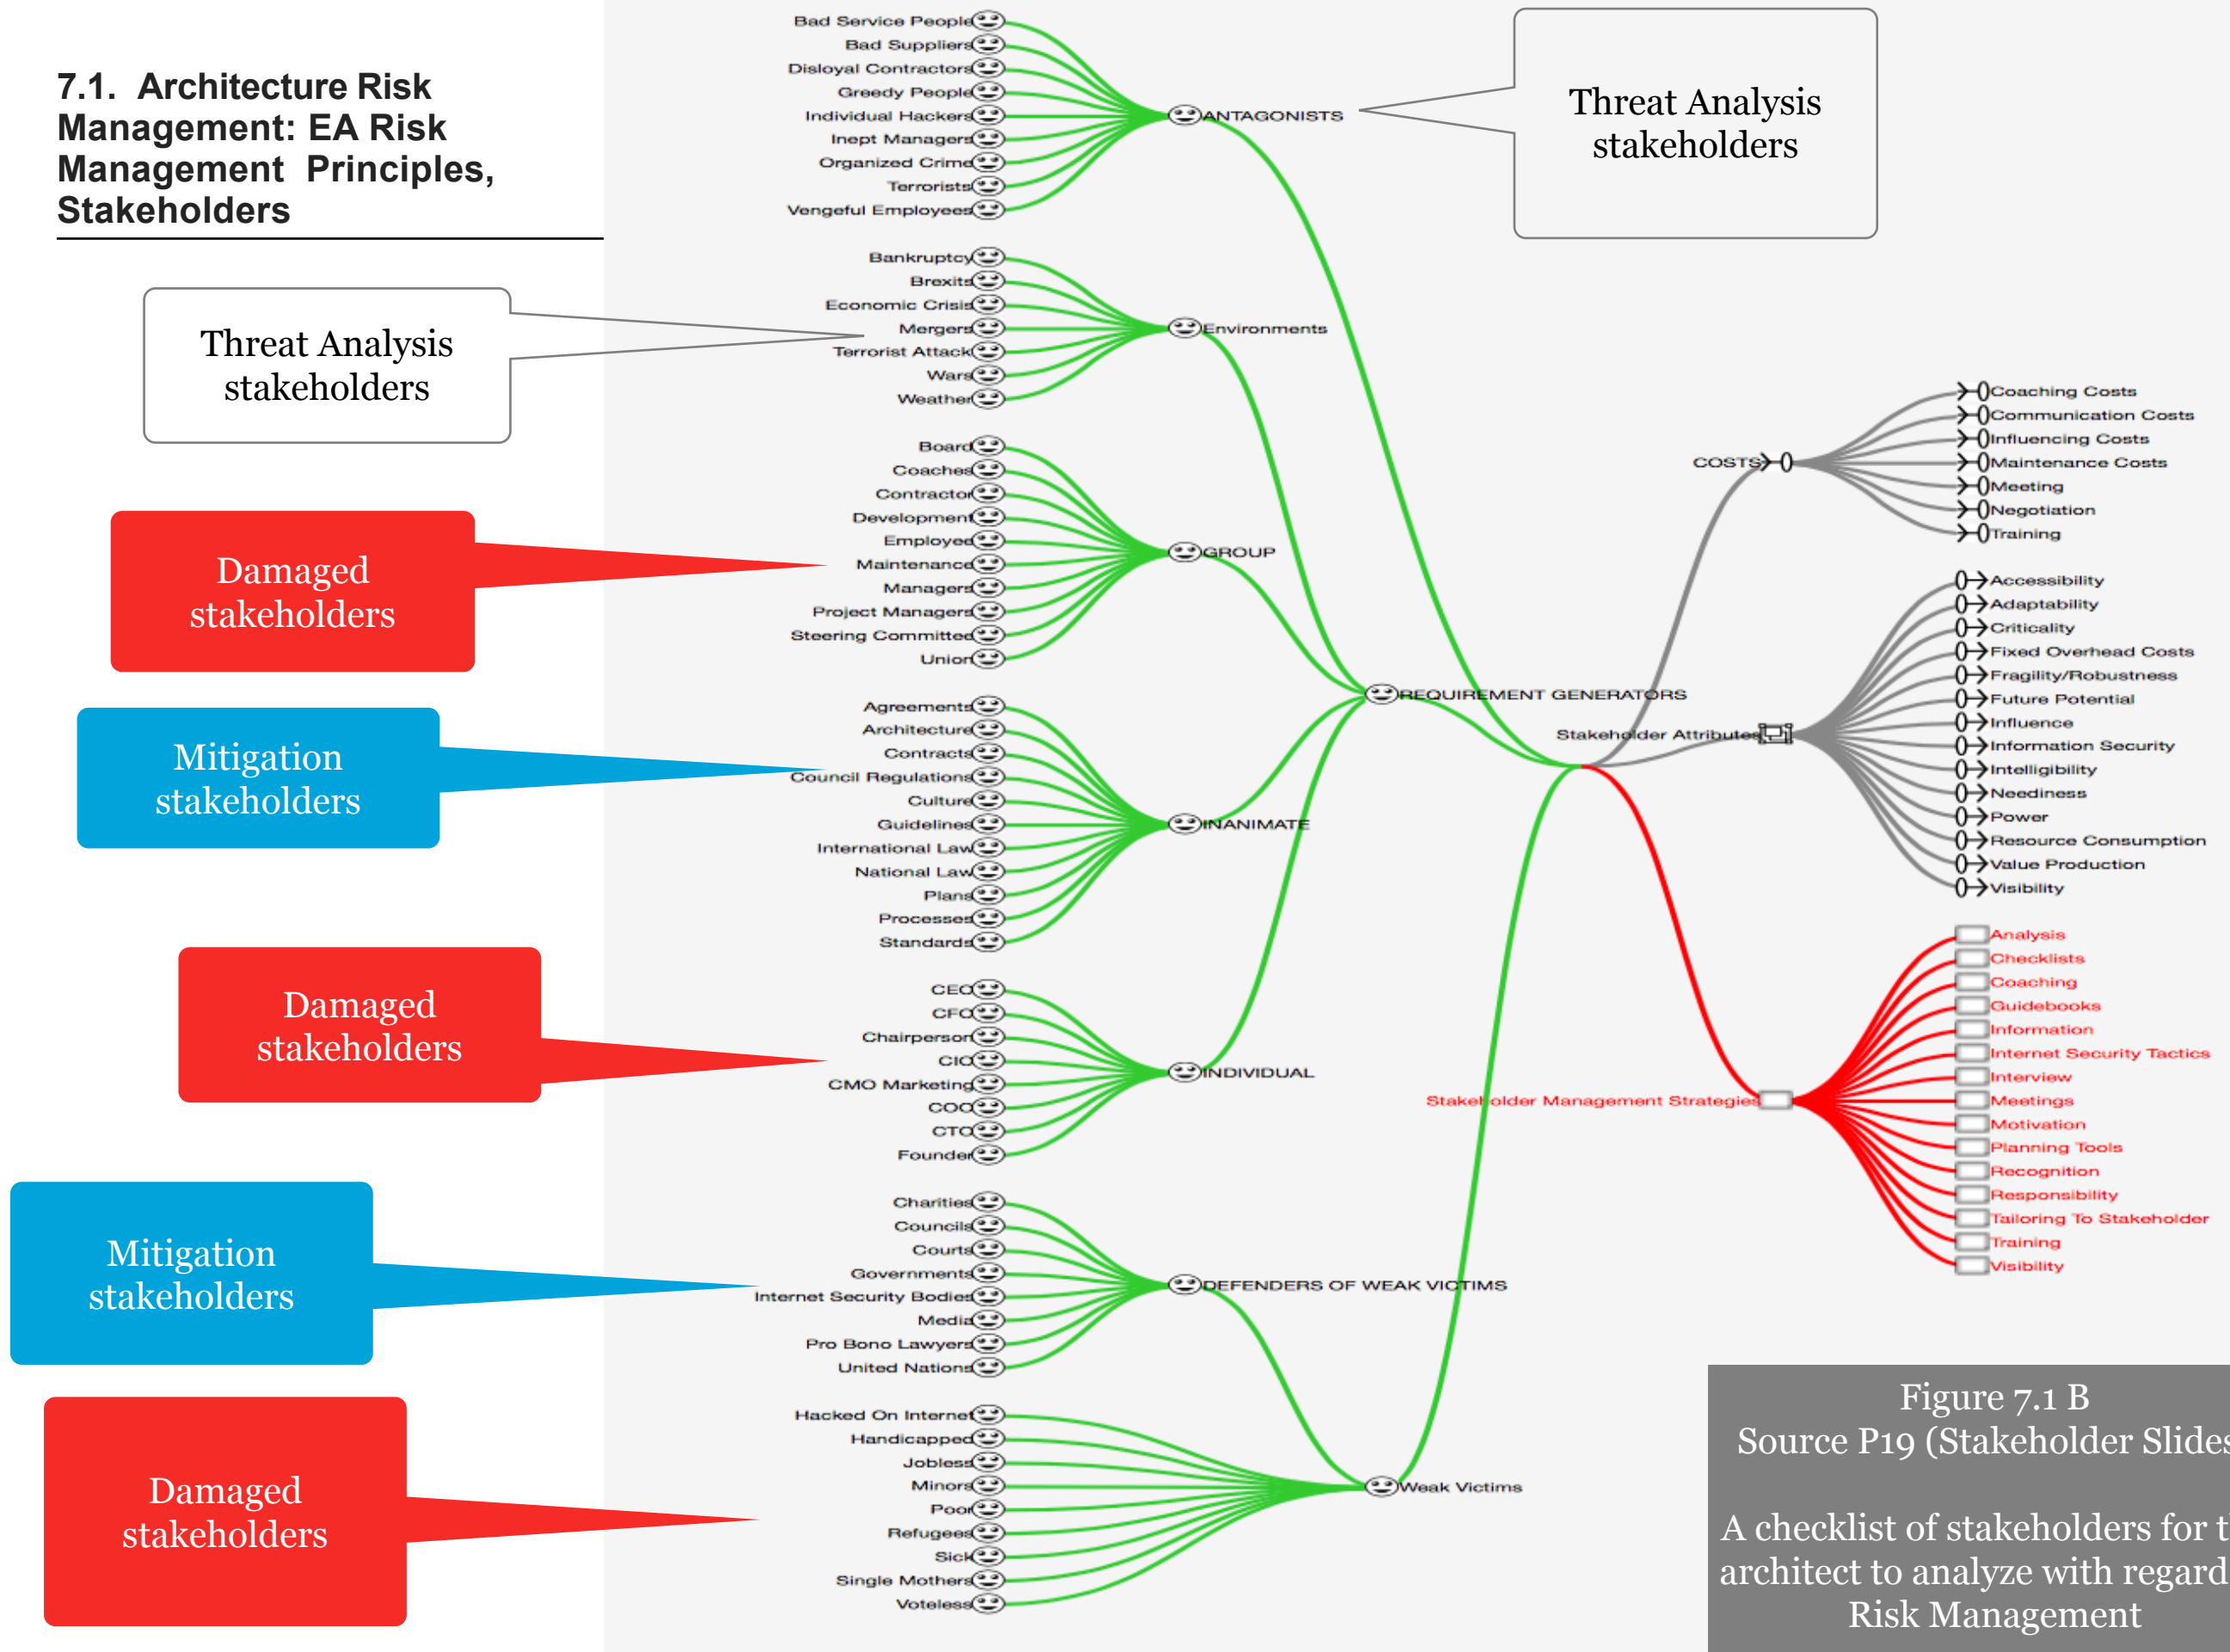 7.1. Architecture Risk
Management: EA Risk
Management Principles,
Stakeholders
Threat Analysis
stakeholders
Threat Analysis
stakeholders
Damaged
stakeholders
Mitigation
stakeholders
Damaged
stakeholders
Mitigation
stakeholders
Damaged
stakeholders
Bad Service People
Bad Suppliers
Disloyal Contractors
Greedy People
Individual Hackers
Inept Managers
Organized Crime
Terrorists
Vengeful Employees
ANTAGONISTS
Bankruptcy
Brexits
Economic Crisis
Mergers
Terrorist Attack
Wars
Weather
Environments
Board
Coaches
Contractor
Development
Employee
Maintenance
Managers
Project Managers
Steering Committee
Union
GROUP
Agreements
Architecture
Contracts
Council Regulations
Culture
Guidelines
International Law
National Law
Plans
Processes
Standards
INANIMATE
CEO
CFO
Chairperson
CIO
CMO Marketing
COO
CTO
Founder
INDIVIDUAL
REQUIREMENT GENERATORS
Charities
Councils
Courts
Governments
Internet Security Bodies
Media
Pro Bono Lawyers
United Nations
DEFENDERS OF WEAK VICTIMS
Hacked On Internet
Handicapped
Jobless
Minors
Poor
Refugees
Sick
Single Mothers
Voteless
Weak Victims
COSTS
Coaching Costs
Communication Costs
Influencing Costs
Maintenance Costs
Meeting
Negotiation
Training
Stakeholder Attributes
Accessibility
Adaptability
Criticality
Fixed Overhead Costs
Fragility/Robustness
Future Potential
Influence
Information Security
Intelligibility
Neediness
Power
Resource Consumption
Value Production
Visibility
Stakeholder Management Strategies
Analysis
Checklists
Coaching
Guidebooks
Information
Internet Security Tactics
Interview
Meetings
Motivation
Planning Tools
Recognition
Responsibility
Tailoring To Stakeholder
Training
Visibility
Figure 7.1 B
Source P19 (Stakeholder Slides
A checklist of stakeholders for
architect to analyze with regard
Risk Management